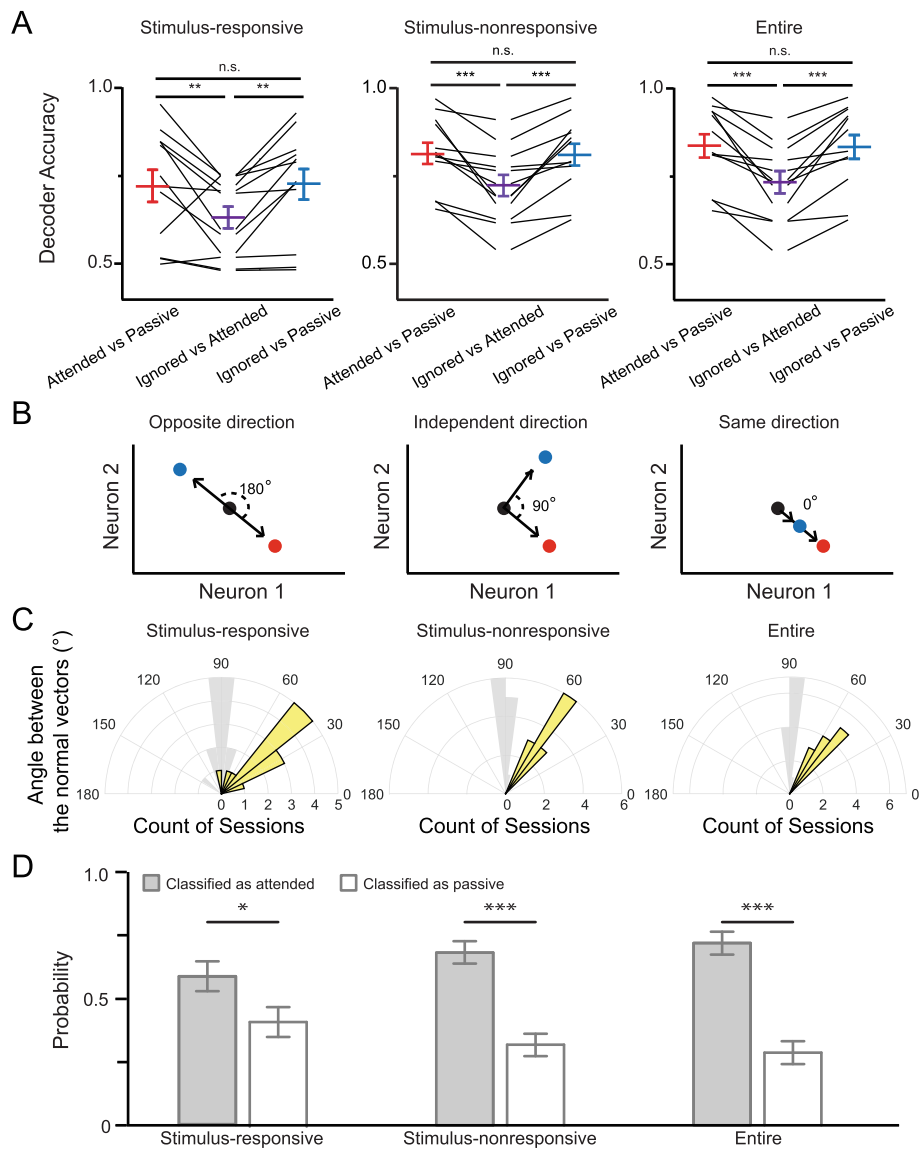 A
Stimulus-responsive
Stimulus-nonresponsive
Entire
n.s.
n.s.
n.s.
** **
*** ***
*** ***
Decoder Accuracy
1.0
0.5
1.0
0.5
1.0
0.5
Attended vs Passive
Ignored vs Attended
Ignored vs Passive
Attended vs Passive
Ignored vs Attended
Ignored vs Passive
Attended vs Passive
Ignored vs Attended
Ignored vs Passive
B
Opposite direction
Independent direction
Same direction
Neuron 2
180°
Neuron 1
Neuron 2
90°
Neuron 1
Neuron 2
0°
Neuron 1
C
Stimulus-responsive
Stimulus-nonresponsive
Entire
Angle between
the normal vectors (°)
90
120 60
150 30
180 0
0 1 2 3 4 5
Count of Sessions
90
120 60
150 30
180 0
0 2 4 6
Count of Sessions
90
120 60
150 30
180 0
0 2 4 6
Count of Sessions
D
Probability
1.0
0.5
0
Classified as attended
Classified as passive
*
***
***
Stimulus-responsive
Stimulus-nonresponsive
Entire